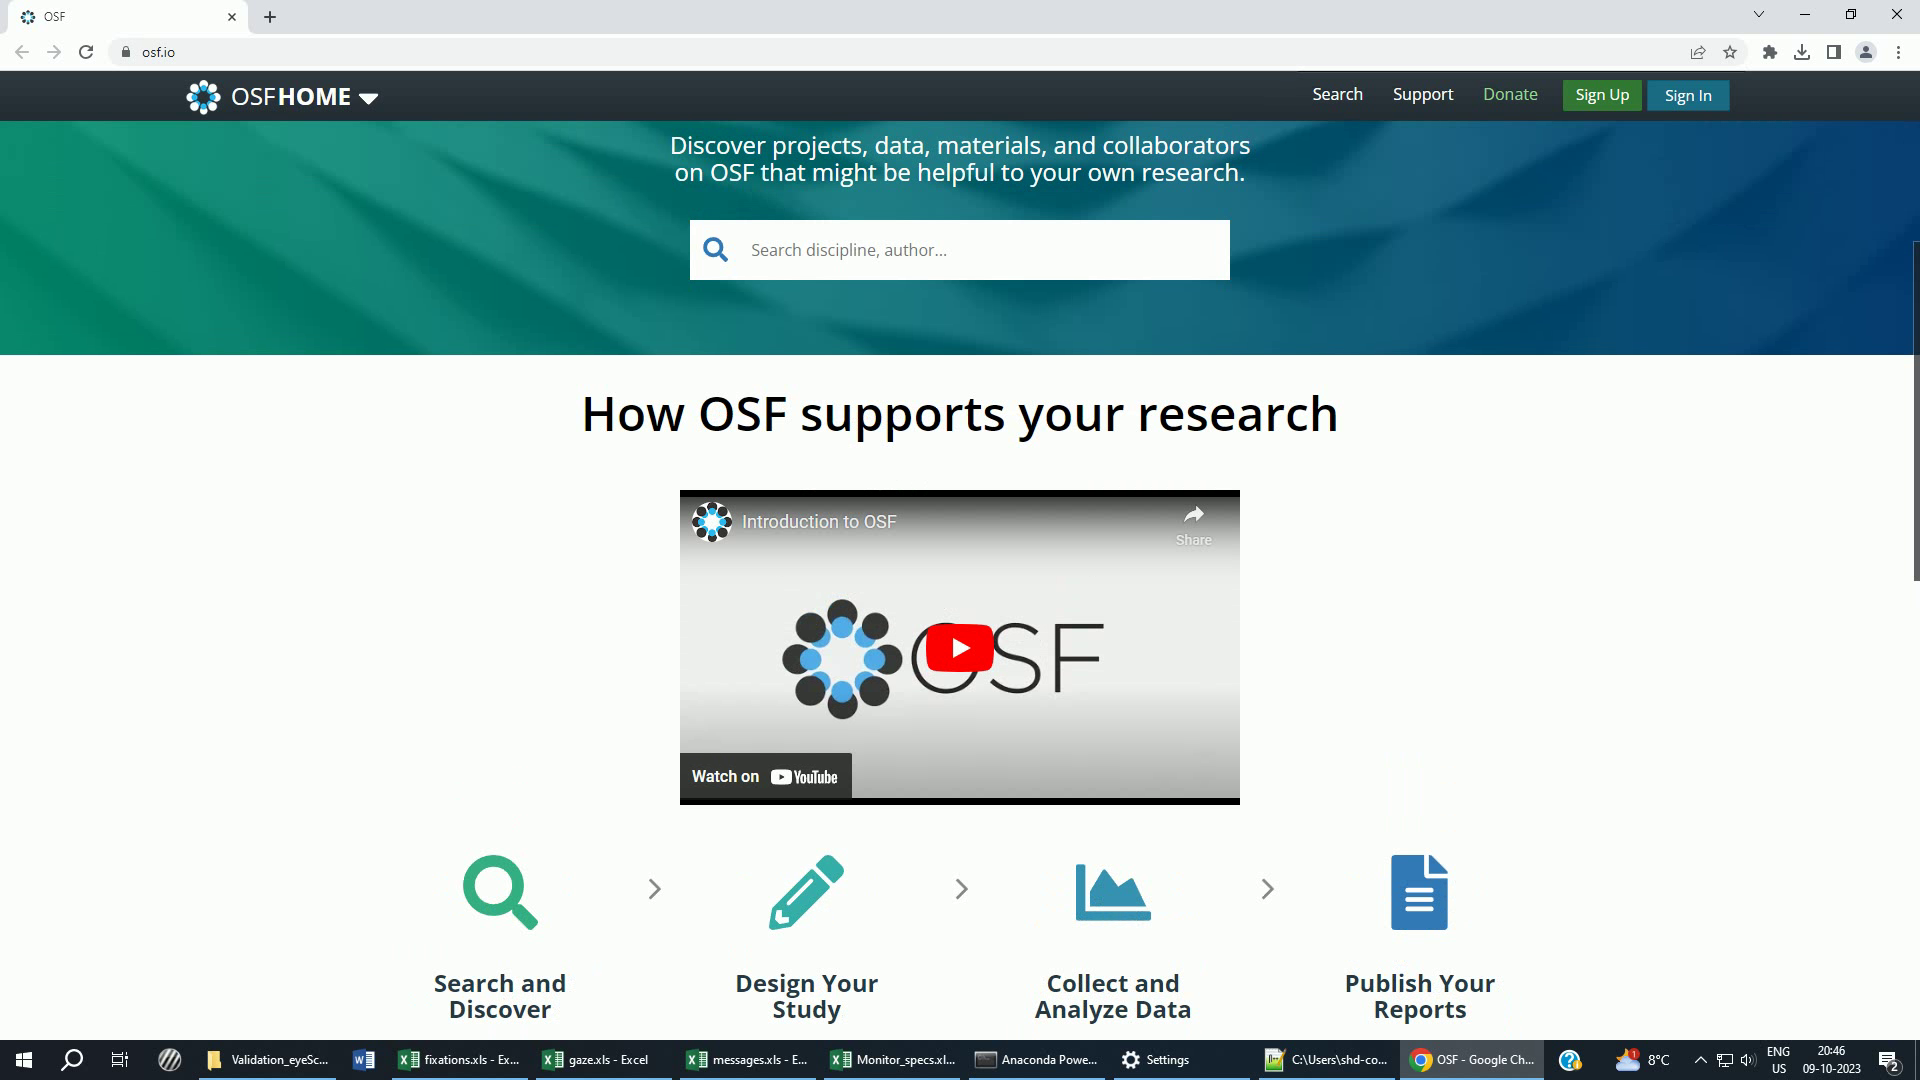 OSF
osf.io
OSFHOME
Search
Support
Donate
Sign Up
Sign In
Discover projects, data, materials, and collaborators
on OSF that might be helpful to your own research.
Search discipline, author...
How OSF supports your research
Introduction to OSF
Share
OSF
Watch on YouTube
Search and
Discover
Design Your
Study
Collect and
Analyze Data
Publish Your
Reports
Validation_eyeSc...
fixations.xls - Ex...
gaze.xls - Excel
messages.xls - E...
Monitor_specs.xl...
Anaconda Powe...
Settings
C:\Users\shd-co...
OSF - Google Ch...
1
8°C
ENG
US
20:46
09-10-2023
2